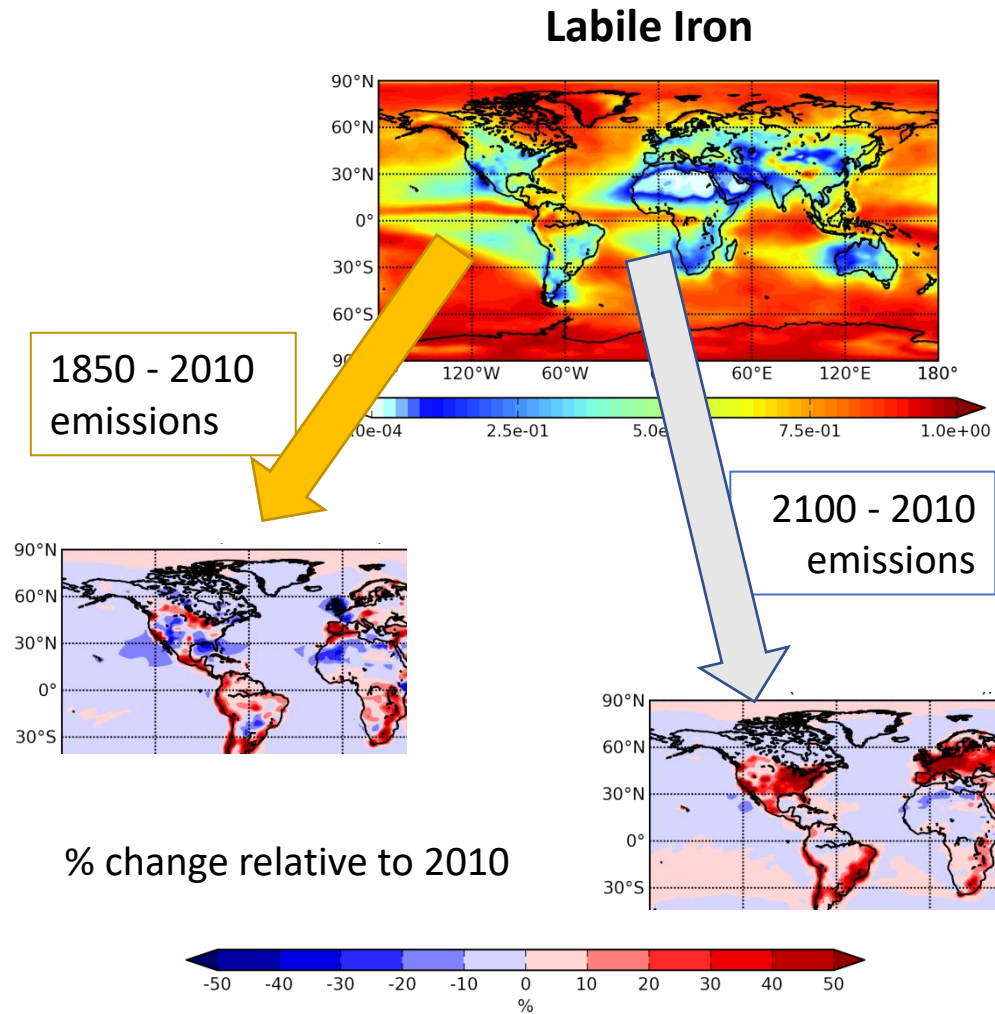 Labile Iron
90°N
60°N
30°N
0°
30°S
60°S
120°W 60°W 60°E 120°E 180°
2.5e-01 7.5e-01 1.0e+00
1850 - 2010
emissions
2100 - 2010
emissions
90°N
60°N
30°N
0°
30°S
90°N
60°N
30°N
0°
30°S
% change relative to 2010
-50 -40 -30 -20 -10 0 10 20 30 40 50
%